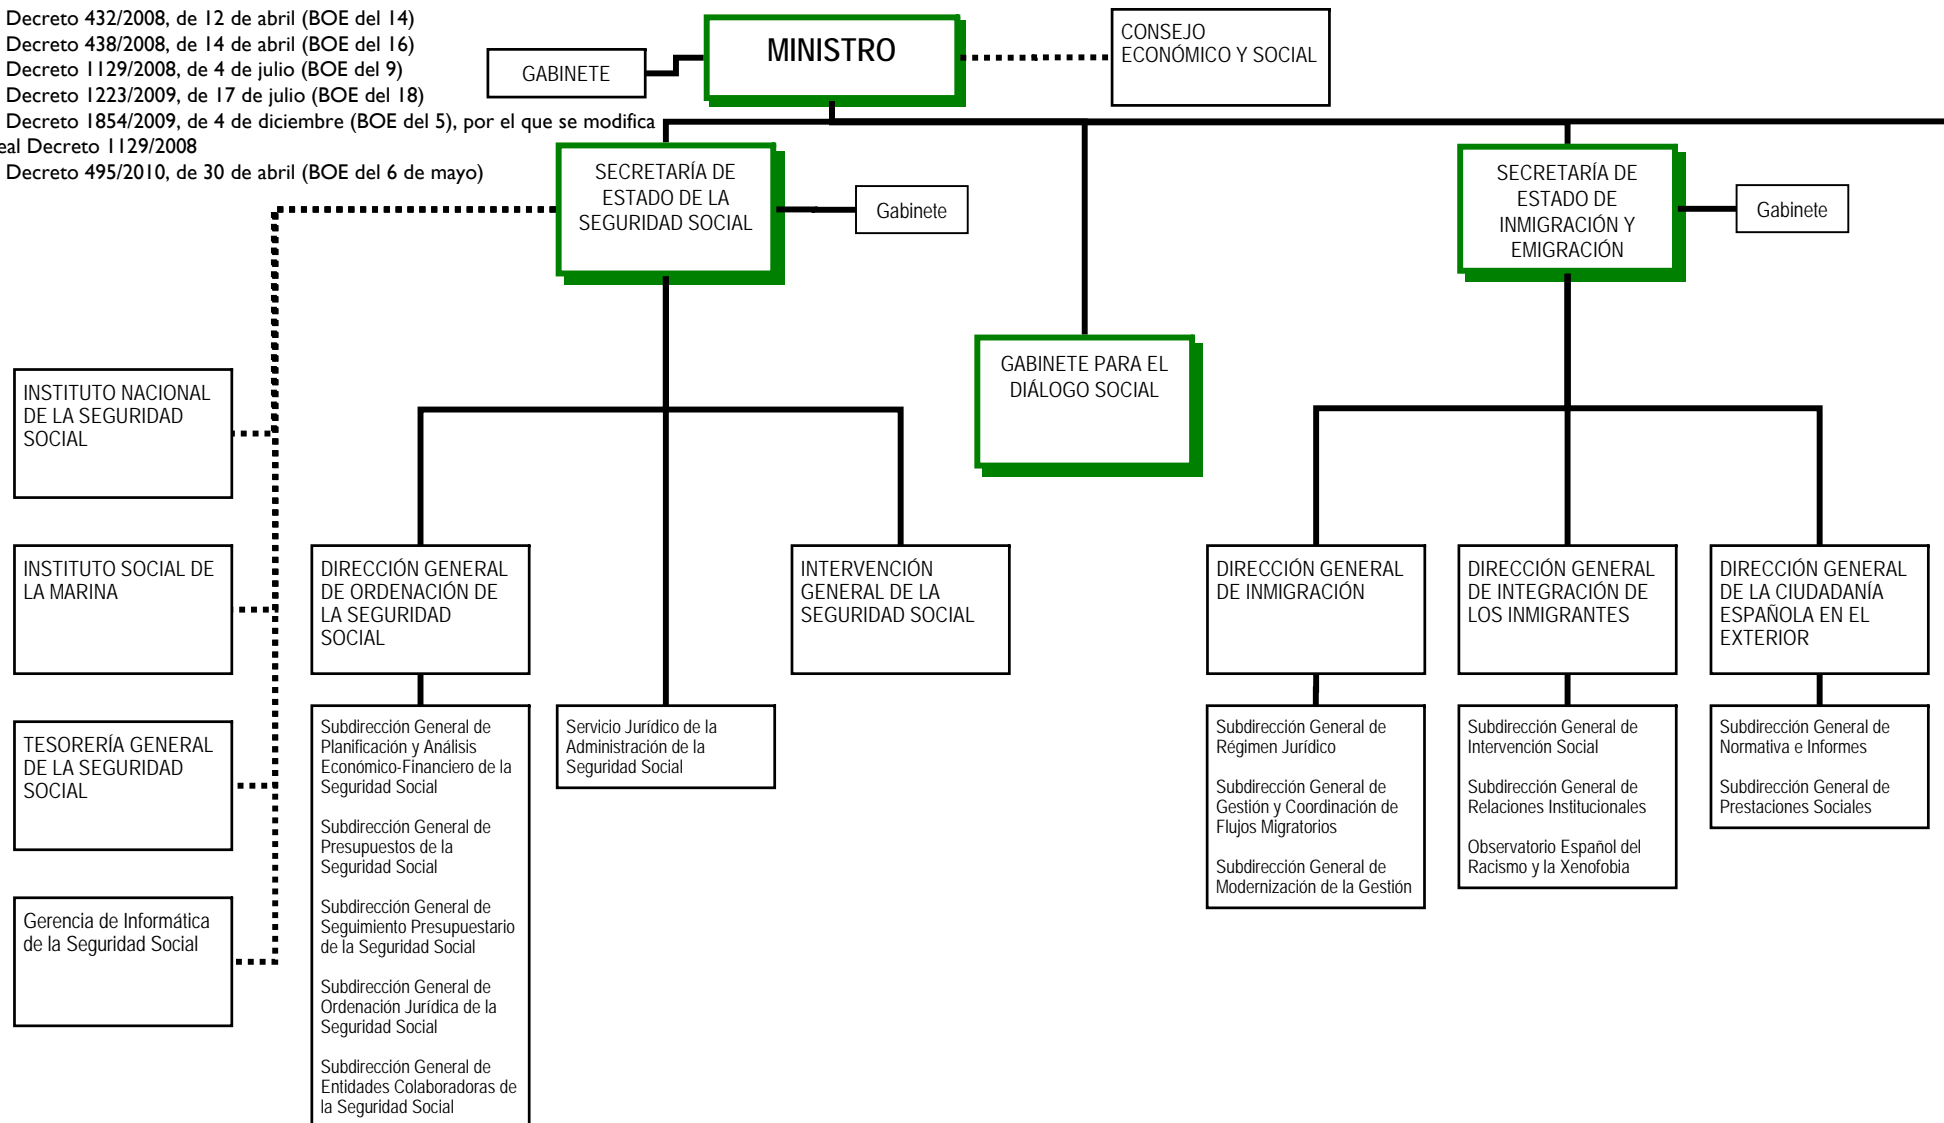 Decreto 432/2008, de 12 de abril (BOE del 14)
Decreto 438/2008, de 14 de abril (BOE del 16)
Decreto 1129/2008, de 4 de julio (BOE del 9)
Decreto 1223/2009, de 17 de julio (BOE del 18)
Decreto 1854/2009, de 4 de diciembre (BOE del 5), por el que se modifica
eal Decreto 1129/2008
Decreto 495/2010, de 30 de abril (BOE del 6 de mayo)
GABINETE
MINISTRO
CONSEJO
ECONÓMICO Y SOCIAL
SECRETARÍA DE
ESTADO DE LA
SEGURIDAD SOCIAL
Gabinete
SECRETARÍA DE
ESTADO DE
INMIGRACIÓN Y
EMIGRACIÓN
Gabinete
GABINETE PARA EL
DIÁLOGO SOCIAL
INSTITUTO NACIONAL
DE LA SEGURIDAD
SOCIAL
INSTITUTO SOCIAL DE
LA MARINA
TESORERÍA GENERAL
DE LA SEGURIDAD
SOCIAL
Gerencia de Informática
de la Seguridad Social
DIRECCIÓN GENERAL
DE ORDENACIÓN DE
LA SEGURIDAD
SOCIAL
INTERVENCIÓN
GENERAL DE LA
SEGURIDAD SOCIAL
DIRECCIÓN GENERAL
DE INMIGRACIÓN
DIRECCIÓN GENERAL
DE INTEGRACIÓN DE
LOS INMIGRANTES
DIRECCIÓN GENERAL
DE LA CIUDADANÍA
ESPAÑOLA EN EL
EXTERIOR
Subdirección General de
Planificación y Análisis
Económico-Financiero de la
Seguridad Social
Subdirección General de
Presupuestos de la
Seguridad Social
Subdirección General de
Seguimiento Presupuestario
de la Seguridad Social
Subdirección General de
Ordenación Jurídica de la
Seguridad Social
Subdirección General de
Entidades Colaboradoras de
la Seguridad Social
Servicio Jurídico de la
Administración de la
Seguridad Social
Subdirección General de
Régimen Jurídico
Subdirección General de
Gestión y Coordinación de
Flujos Migratorios
Subdirección General de
Modernización de la Gestión
Subdirección General de
Intervención Social
Subdirección General de
Relaciones Institucionales
Observatorio Español del
Racismo y la Xenofobia
Subdirección General de
Normativa e Informes
Subdirección General de
Prestaciones Sociales